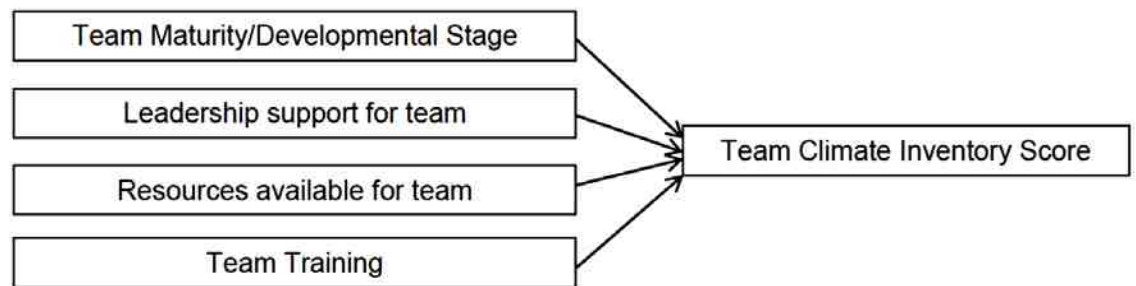 Team Maturity/Developmental Stage
Leadership support for team
Resources available for team
Team Training
Team Climate Inventory Score